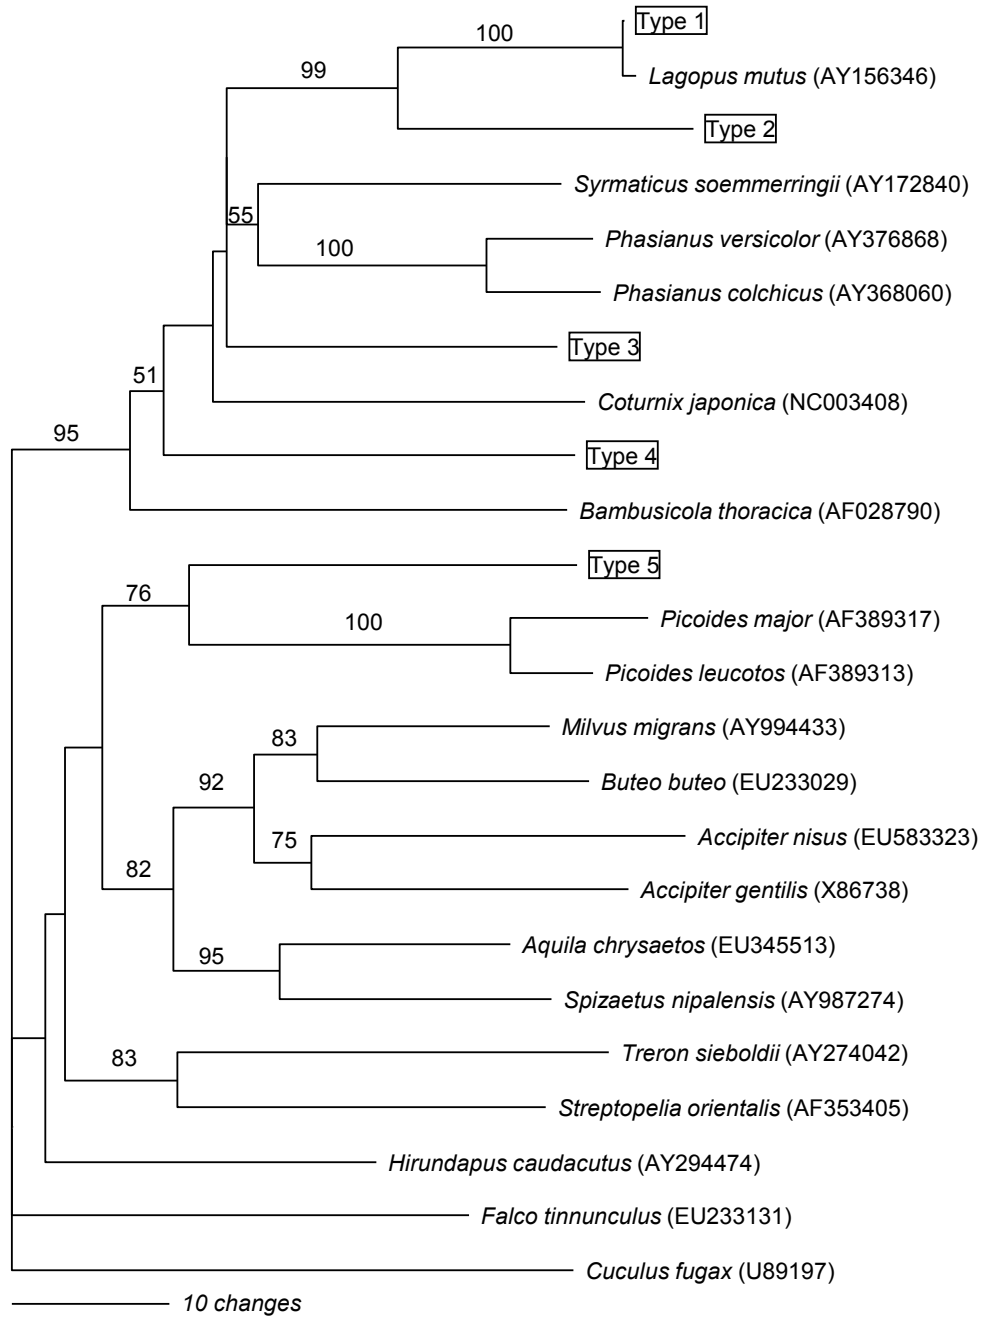 Type 1
100
Lagopus mutus (AY156346)
99
Type 2
Syrmaticus soemmerringii (AY172840)
55
Phasianus versicolor (AY376868)
100
Phasianus colchicus (AY368060)
Type 3
51
Coturnix japonica (NC003408)
95
Type 4
Bambusicola thoracica (AF028790)
Type 5
76
Picoides major (AF389317)
100
Picoides leucotos (AF389313)
Milvus migrans (AY994433)
83
Buteo buteo (EU233029)
92
Accipiter nisus (EU583323)
75
Accipiter gentilis (X86738)
82
Aquila chrysaetos (EU345513)
95
Spizaetus nipalensis (AY987274)
Treron sieboldii (AY274042)
83
Streptopelia orientalis (AF353405)
Hirundapus caudacutus (AY294474)
Falco tinnunculus (EU233131)
Cuculus fugax (U89197)
10 changes